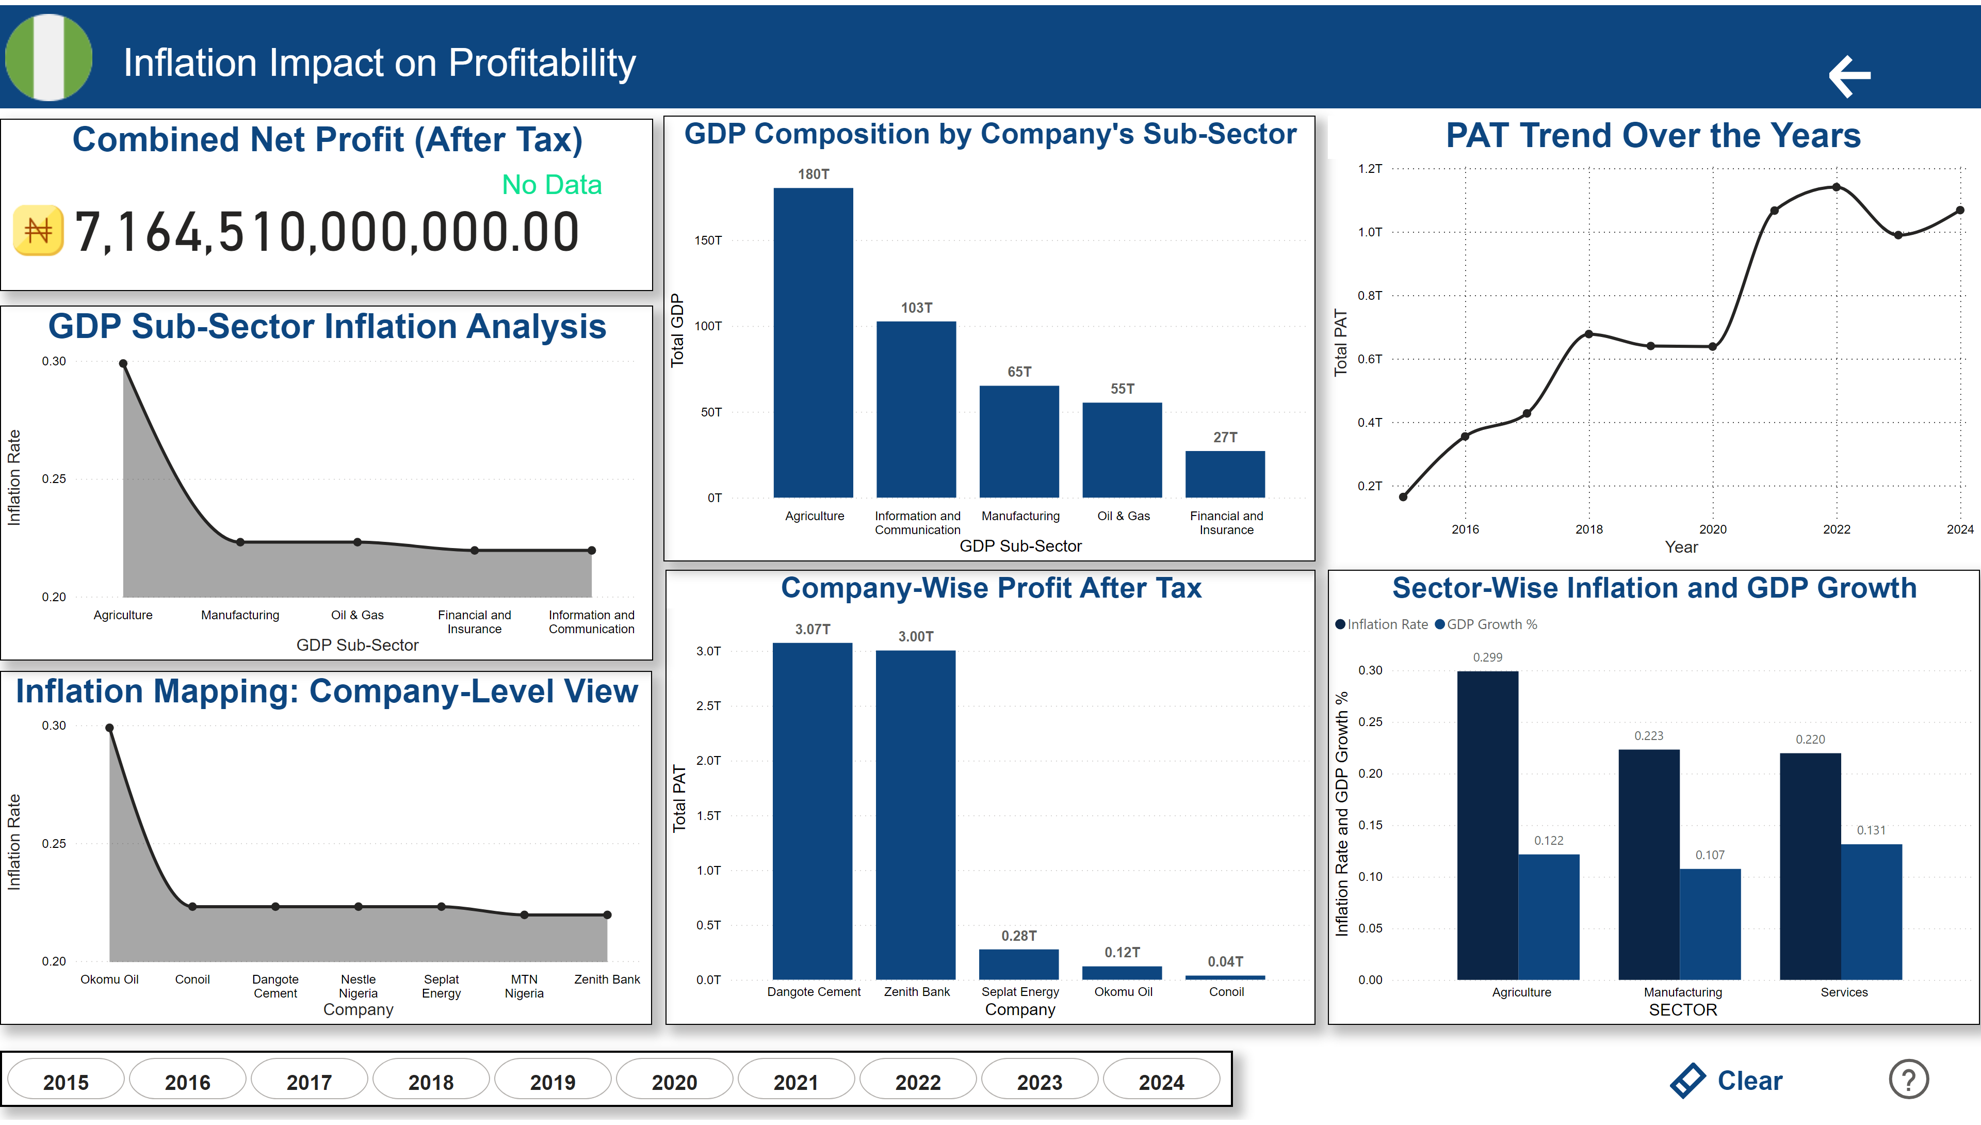 Inflation Impact on Profitability
Combined Net Profit (After Tax)
No Data
₦ 7,164,510,000,000.00
GDP Sub-Sector Inflation Analysis
Inflation Rate
0.30
0.25
0.20
Agriculture
Manufacturing
Oil & Gas
Financial and
Insurance
Information and
Communication
GDP Sub-Sector
Inflation Mapping: Company-Level View
Inflation Rate
0.30
0.25
0.20
Okomu Oil
Conoil
Dangote
Cement
Nestle
Nigeria
Seplat
Energy
MTN
Nigeria
Zenith Bank
Company
GDP Composition by Company's Sub-Sector
Total GDP
150T
100T
50T
0T
180T
103T
65T
55T
27T
Agriculture
Information and
Communication
Manufacturing
Oil & Gas
Financial and
Insurance
GDP Sub-Sector
Company-Wise Profit After Tax
Total PAT
3.0T
2.5T
2.0T
1.5T
1.0T
0.5T
0.0T
3.07T
3.00T
0.28T
0.12T
0.04T
Dangote Cement
Zenith Bank
Seplat Energy
Okomu Oil
Conoil
Company
PAT Trend Over the Years
Total PAT
1.2T
1.0T
0.8T
0.6T
0.4T
0.2T
2016
2018
2020
2022
2024
Year
Sector-Wise Inflation and GDP Growth
Inflation Rate
GDP Growth %
Inflation Rate and GDP Growth %
0.30
0.25
0.20
0.15
0.10
0.05
0.00
0.299
0.122
0.223
0.107
0.220
0.131
Agriculture
Manufacturing
Services
SECTOR
2015
2016
2017
2018
2019
2020
2021
2022
2023
2024
Clear
?